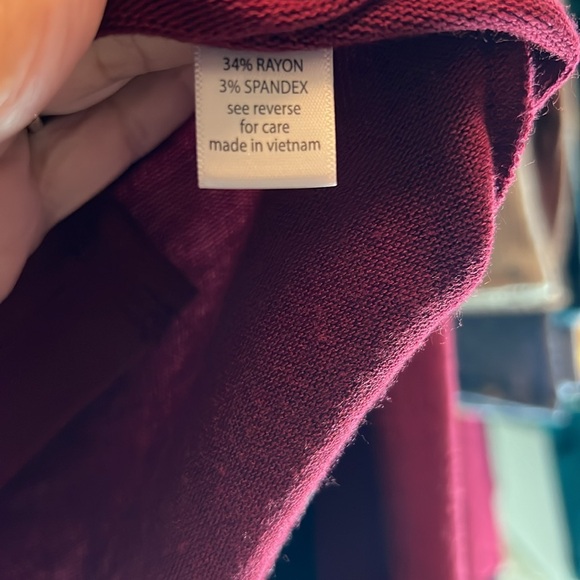 34% RAYON
3% SPANDEX
see reverse
for care
made in vietnam